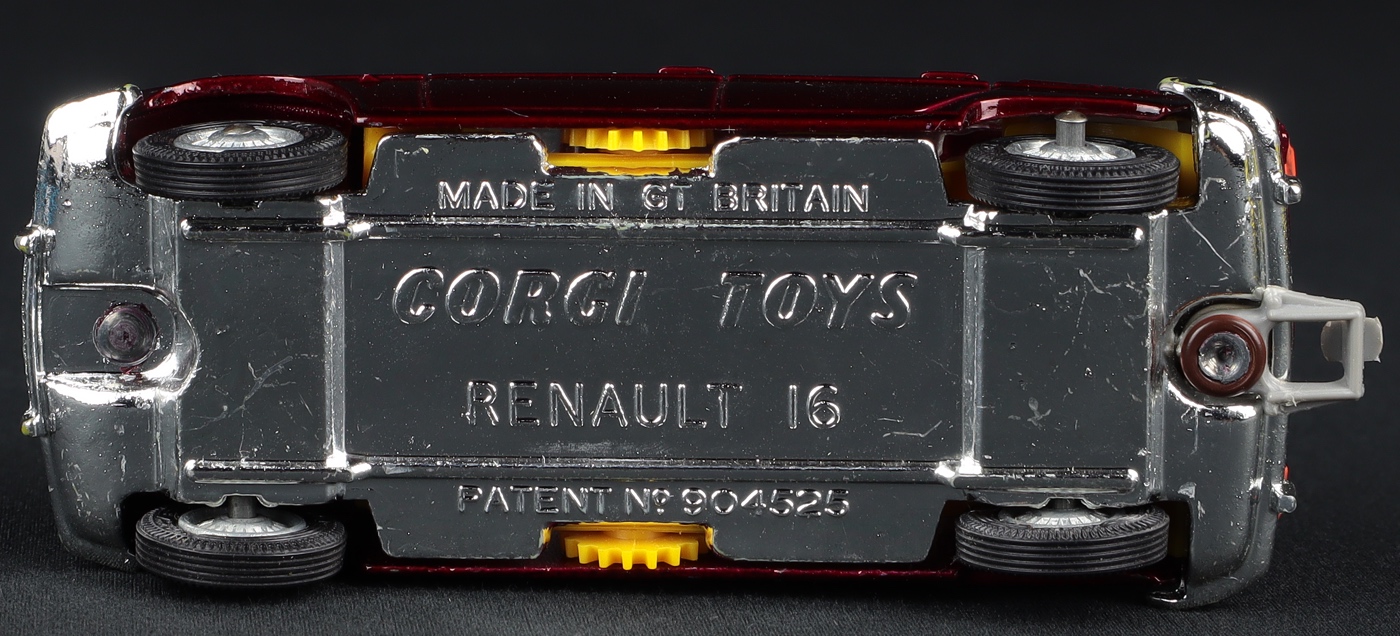 MADE IN GT BRITAIN
CORGI TOYS
RENAULT 16
PATENT Nº 904525